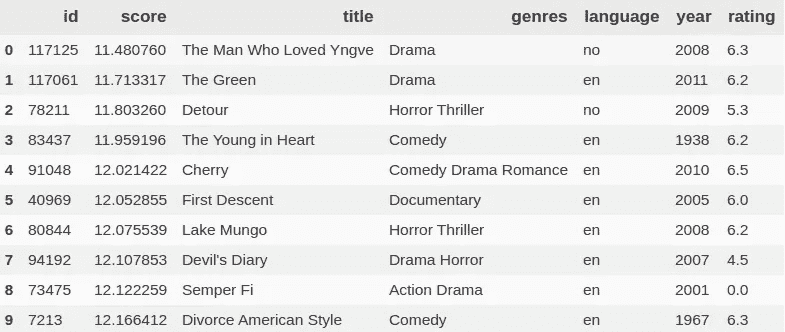 id score title genres language year rating
0 117125 11.480760 The Man Who Loved Yngve Drama no 2008 6.3
1 117061 11.713317 The Green Drama en 2011 6.2
2 78211 11.803260 Detour Horror Thriller no 2009 5.3
3 83437 11.959196 The Young in Heart Comedy en 1938 6.2
4 91048 12.021422 Cherry Comedy Drama Romance en 2010 6.5
5 40969 12.052855 First Descent Documentary en 2005 6.0
6 80844 12.075539 Lake Mungo Horror Thriller en 2008 6.2
7 94192 12.107853 Devil's Diary Drama Horror en 2007 4.5
8 73475 12.122259 Semper Fi Action Drama en 2001 0.0
9 7213 12.166412 Divorce American Style Comedy en 1967 6.3